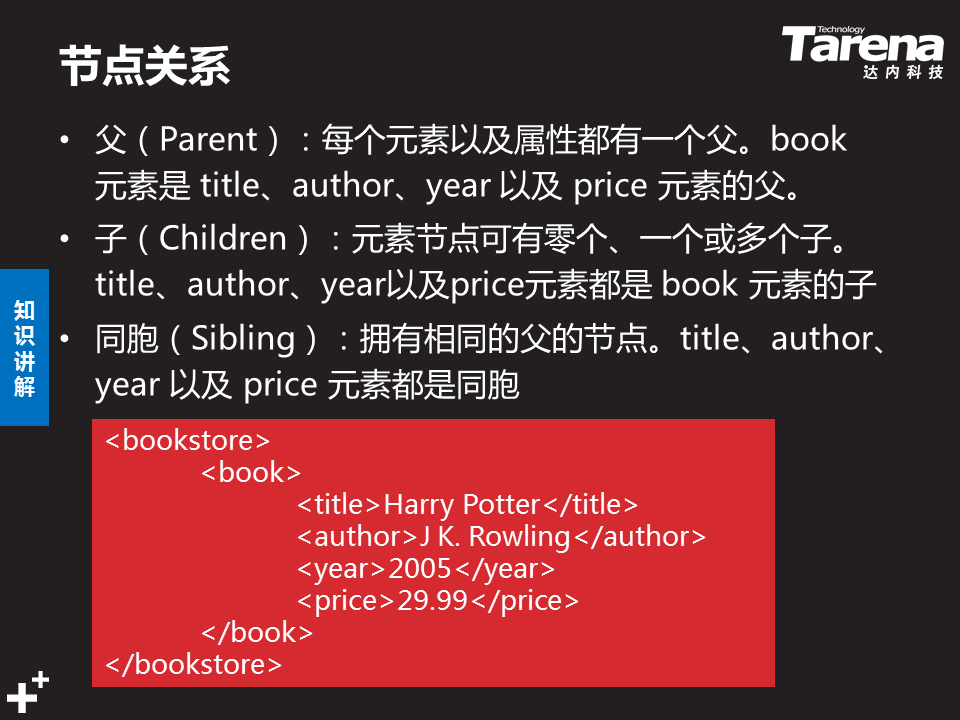 节点关系
Technology
Tarena
达内科技
• 父（Parent）：每个元素以及属性都有一个父。book
元素是 title、author、year 以及 price 元素的父。
• 子（Children）：元素节点可有零个、一个或多个子。
title、author、year以及price元素都是 book 元素的子
• 同胞（Sibling）：拥有相同的父的节点。title、author、
year 以及 price 元素都是同胞
知
识
讲
解
<bookstore>
<book>
<title>Harry Potter</title>
<author>J K. Rowling</author>
<year>2005</year>
<price>29.99</price>
</book>
</bookstore>